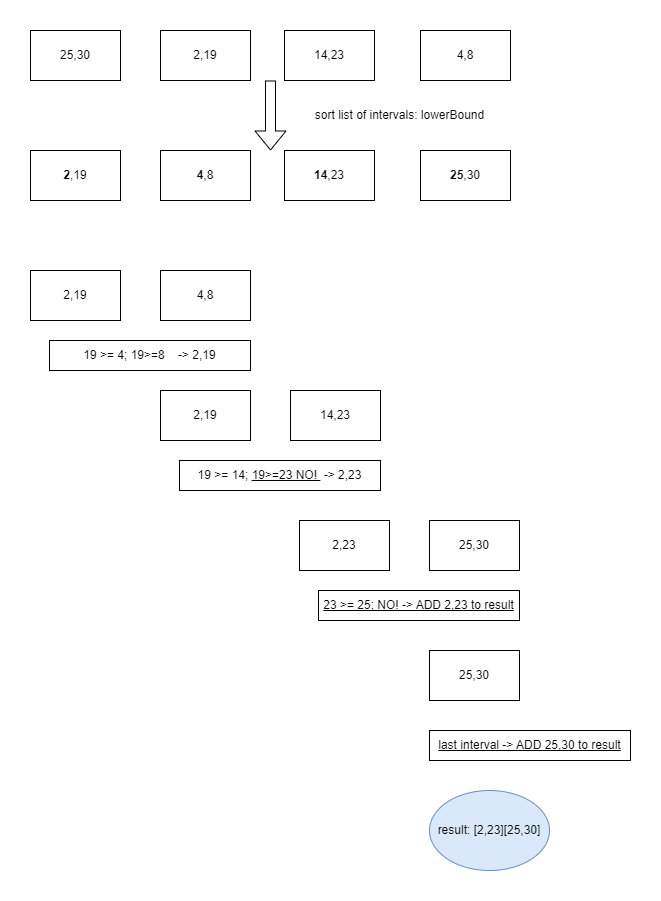 25,30 2,19 14,23 4,8
sort list of intervals: lowerBound
2,19 4,8 14,23 25,30
2,19 4,8
19 >= 4; 19>=8 -> 2,19
2,19 14,23
19 >= 14; 19>=23 NO! -> 2,23
2,23 25,30
23 >= 25; NO! -> ADD 2,23 to result
25,30
last interval -> ADD 25,30 to result
result: [2,23][25,30]